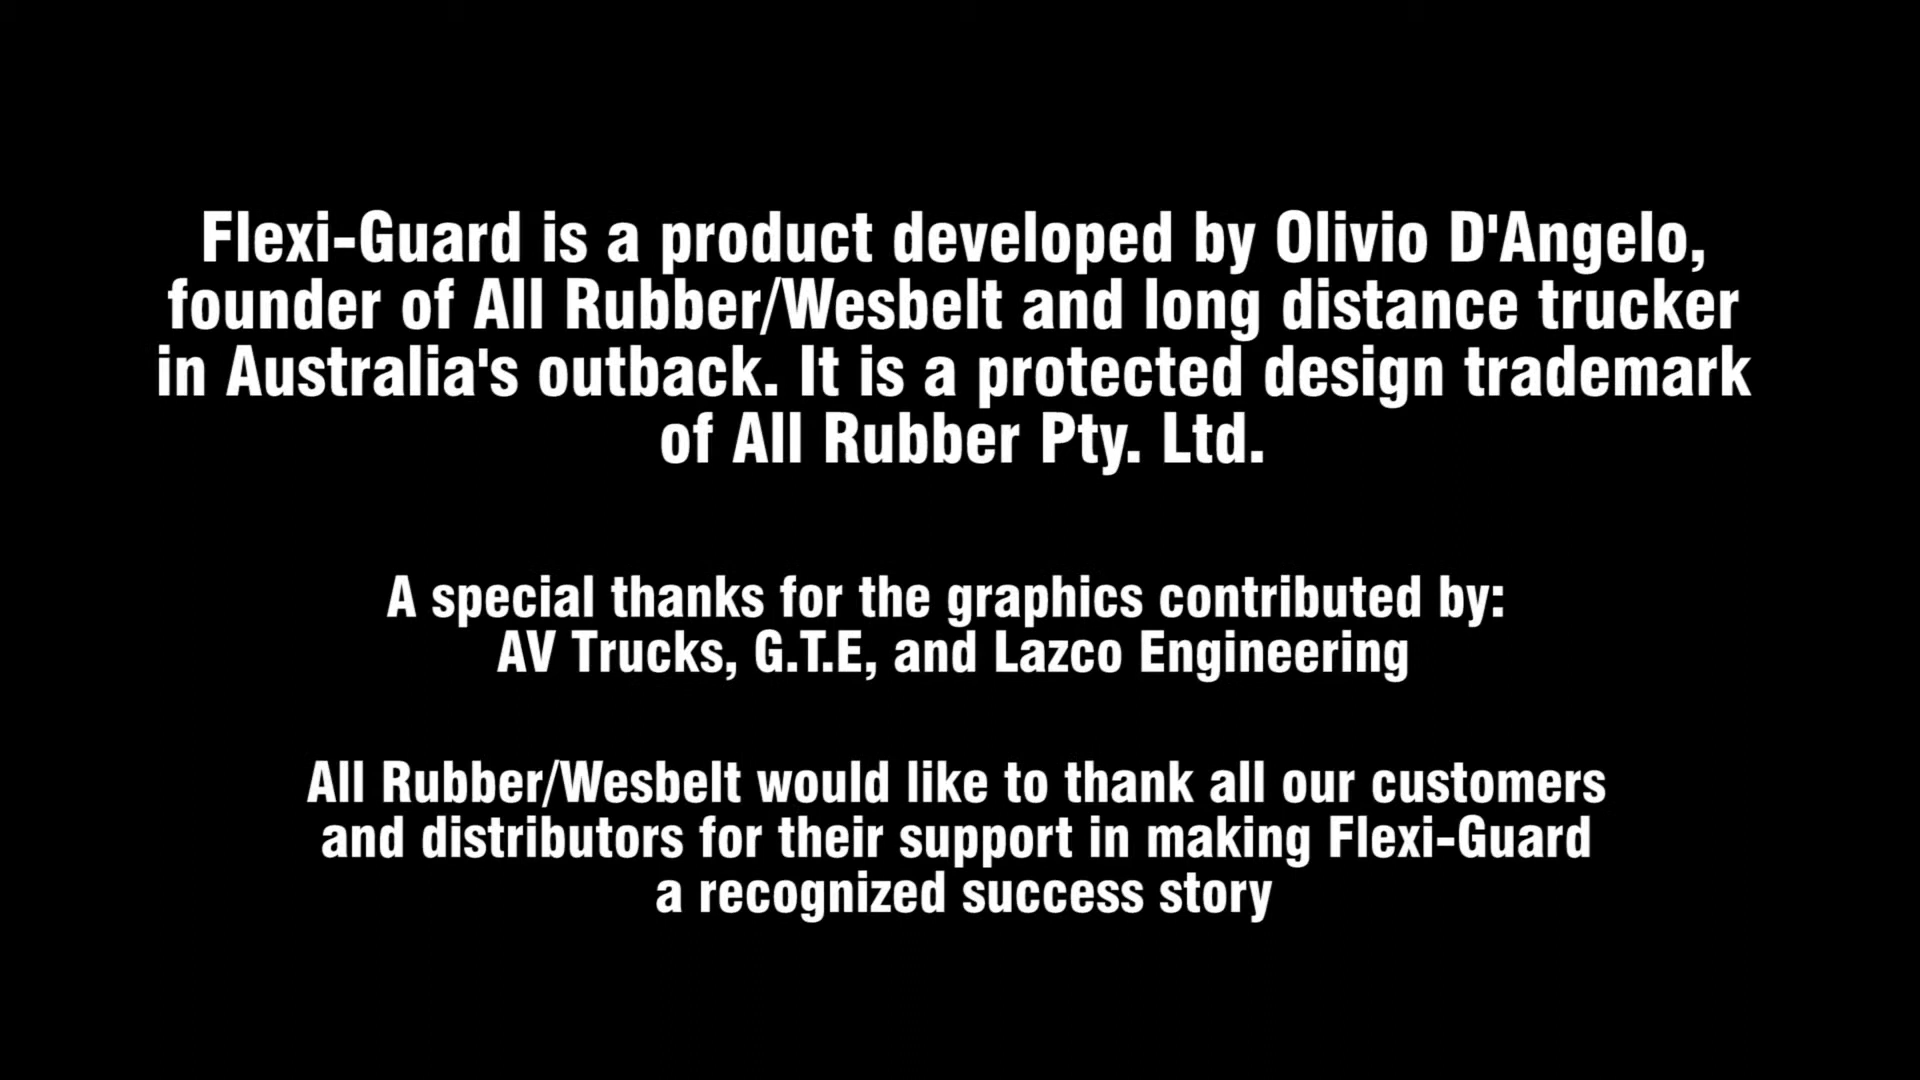 Flexi-Guard is a product developed by Olivio D'Angelo,
founder of All Rubber/Wesbelt and long distance trucker
in Australia's outback. It is a protected design trademark
of All Rubber Pty. Ltd.
A special thanks for the graphics contributed by:
AV Trucks, G.T.E, and Lazco Engineering
All Rubber/Wesbelt would like to thank all our customers
and distributors for their support in making Flexi-Guard
a recognized success story